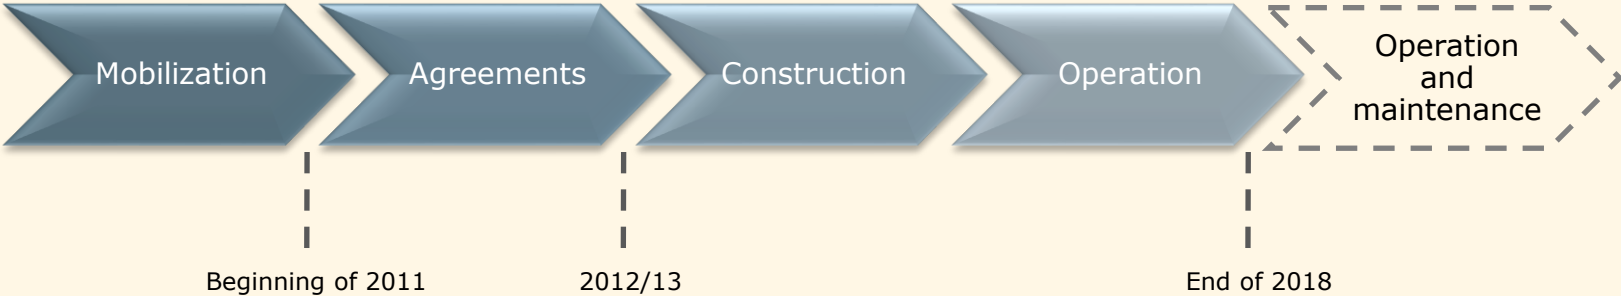 Mobilization
Agreements
Construction
Operation
Operation
and
maintenance
Beginning of 2011
2012/13
End of 2018